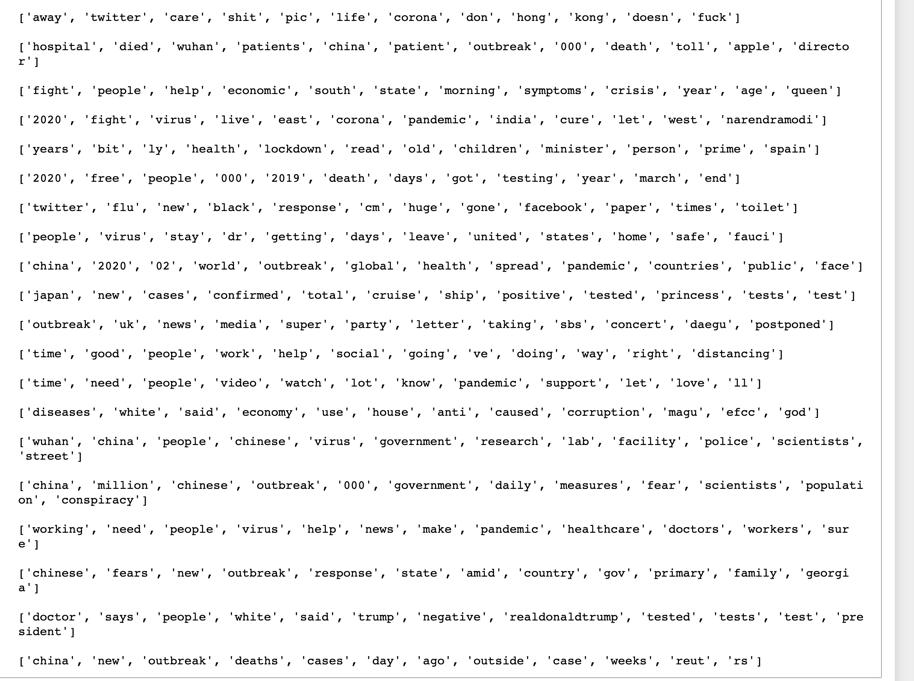 ['away', 'twitter', 'care', 'shit', 'pic', 'life', 'corona', 'don', 'hong', 'kong', 'doesn', 'fuck']
['hospital', 'died', 'wuhan', 'patients', 'china', 'patient', 'outbreak', '000', 'death', 'toll', 'apple', 'directo
r']
['fight', 'people', 'help', 'economic', 'south', 'state', 'morning', 'symptoms', 'crisis', 'year', 'age', 'queen']
['2020', 'fight', 'virus', 'live', 'east', 'corona', 'pandemic', 'india', 'cure', 'let', 'west', 'narendramodi']
['years', 'bit', 'ly', 'health', 'lockdown', 'read', 'old', 'children', 'minister', 'person', 'prime', 'spain']
['2020', 'free', 'people', '000', '2019', 'death', 'days', 'got', 'testing', 'year', 'march', 'end']
['twitter', 'flu', 'new', 'black', 'response', 'cm', 'huge', 'gone', 'facebook', 'paper', 'times', 'toilet']
['people', 'virus', 'stay', 'dr', 'getting', 'days', 'leave', 'united', 'states', 'home', 'safe', 'fauci']
['china', '2020', '02', 'world', 'outbreak', 'global', 'health', 'spread', 'pandemic', 'countries', 'public', 'face']
['japan', 'new', 'cases', 'confirmed', 'total', 'cruise', 'ship', 'positive', 'tested', 'princess', 'tests', 'test']
['outbreak', 'uk', 'news', 'media', 'super', 'party', 'letter', 'taking', 'sbs', 'concert', 'daegu', 'postponed']
['time', 'good', 'people', 'work', 'help', 'social', 'going', 've', 'doing', 'way', 'right', 'distancing']
['time', 'need', 'people', 'video', 'watch', 'lot', 'know', 'pandemic', 'support', 'let', 'love', 'll']
['diseases', 'white', 'said', 'economy', 'use', 'house', 'anti', 'caused', 'corruption', 'magu', 'efcc', 'god']
['wuhan', 'china', 'people', 'chinese', 'virus', 'government', 'research', 'lab', 'facility', 'police', 'scientists',
'street']
['china', 'million', 'chinese', 'outbreak', '000', 'government', 'daily', 'measures', 'fear', 'scientists', 'populati
on', 'conspiracy']
['working', 'need', 'people', 'virus', 'help', 'news', 'make', 'pandemic', 'healthcare', 'doctors', 'workers', 'sur
e']
['chinese', 'fears', 'new', 'outbreak', 'response', 'state', 'amid', 'country', 'gov', 'primary', 'family', 'georgi
a']
['doctor', 'says', 'people', 'white', 'said', 'trump', 'negative', 'realdonaldtrump', 'tested', 'tests', 'test', 'pre
sident']
['china', 'new', 'outbreak', 'deaths', 'cases', 'day', 'ago', 'outside', 'case', 'weeks', 'reut', 'rs']